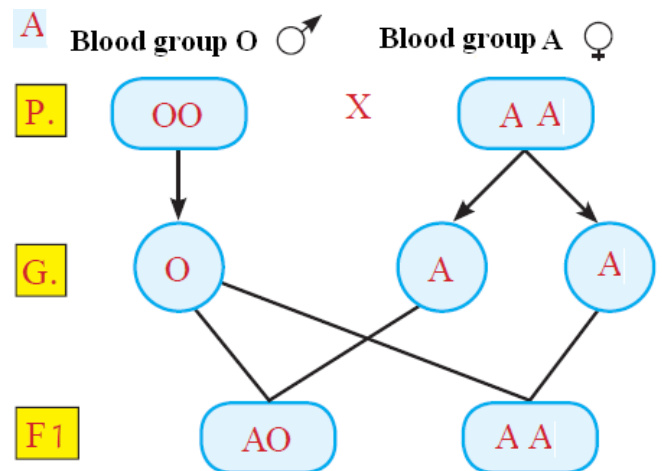 A
Blood group O ♂ Blood group A ♀
P. OO X A A
G. O A A
F1 AO A A